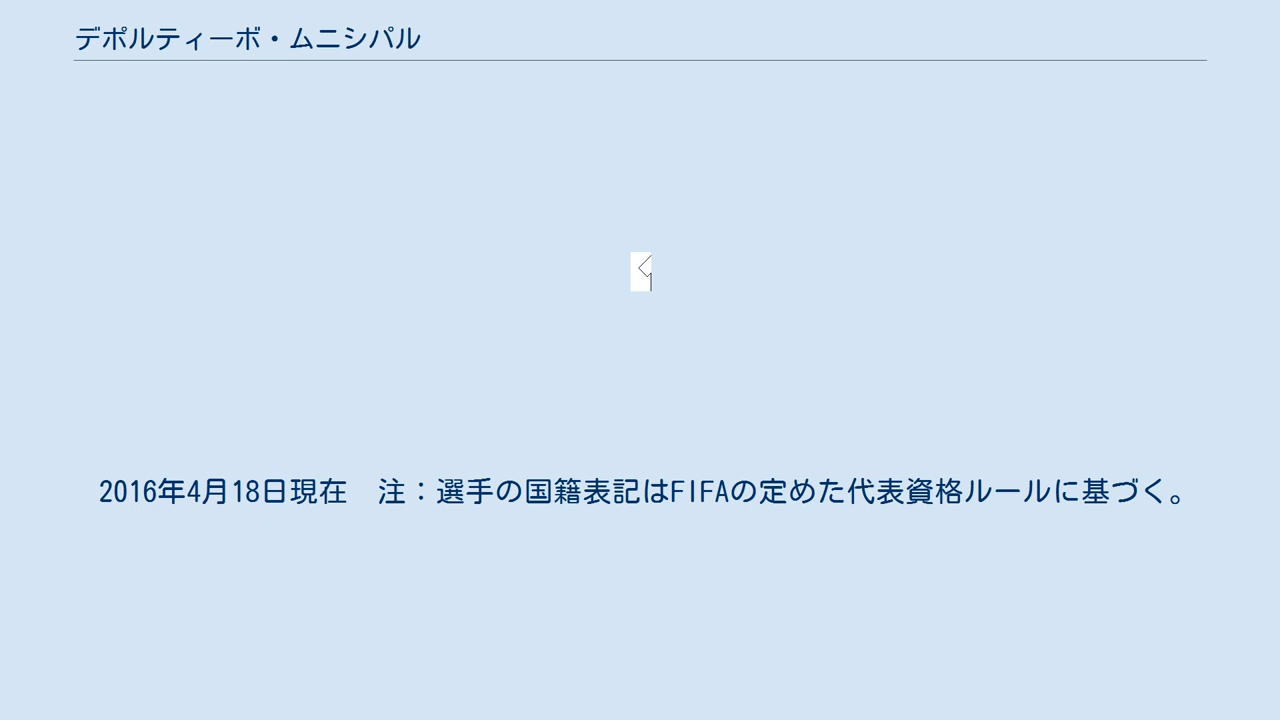 デポルティーボ・ムニシパル
2016年4月18日現在　注：選手の国籍表記はFIFAの定めた代表資格ルールに基づく。